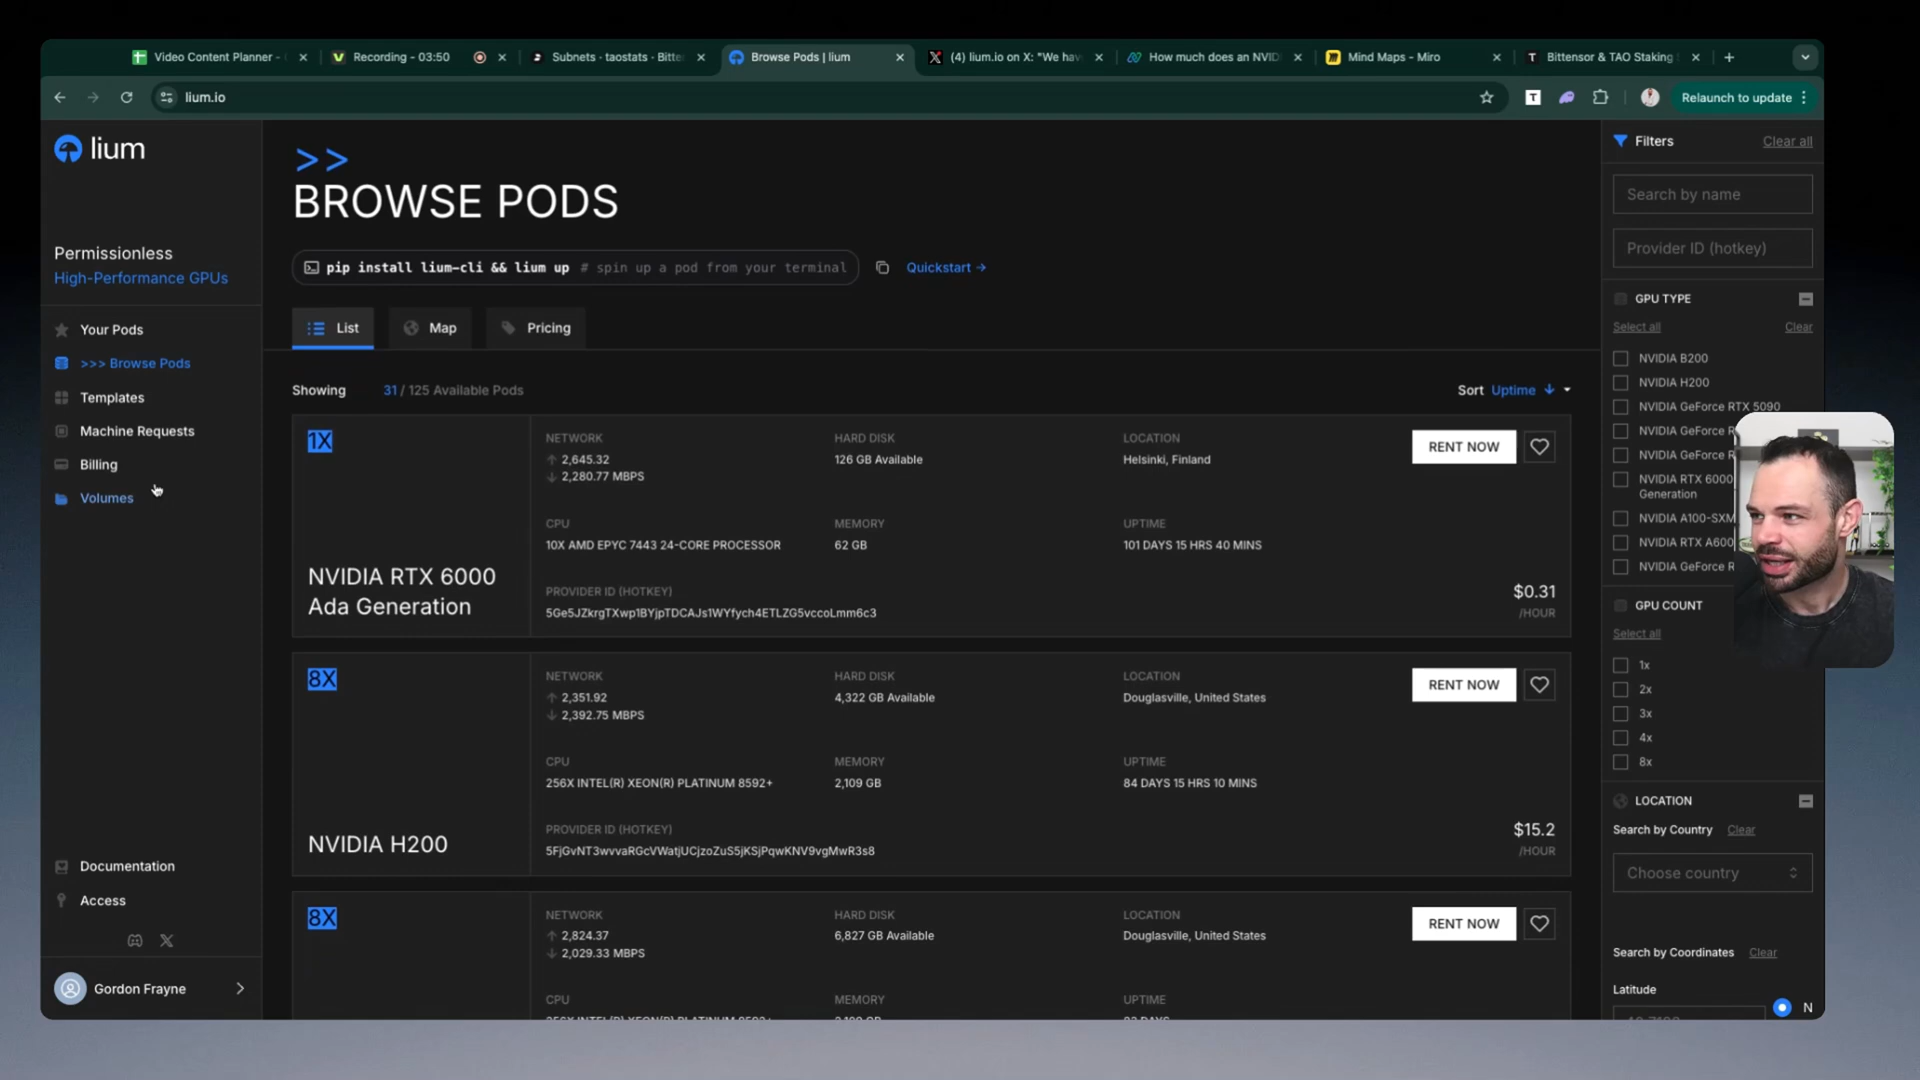 Video Content Planner -
Recording - 03:50
Subnets · taostats - Bitte
Browse Pods | lium
(4) lium.io on X: "We hav
How much does an NVID
Mind Maps - Miro
Bittensor & TAO Staking
lium.io
Relaunch to update
lium
Permissionless
High-Performance GPUs
Your Pods
>>> Browse Pods
Templates
Machine Requests
Billing
Volumes
Documentation
Access
Gordon Frayne
>>
BROWSE PODS
pip install lium-cli && lium up # spin up a pod from your terminal
Quickstart →
List
Map
Pricing
Showing 31 / 125 Available Pods
Sort Uptime ↓
1X
NVIDIA RTX 6000
Ada Generation
NETWORK
↑ 2,645.32
↓ 2,280.77 MBPS
HARD DISK
126 GB Available
LOCATION
Helsinki, Finland
RENT NOW
CPU
10X AMD EPYC 7443 24-CORE PROCESSOR
MEMORY
62 GB
UPTIME
101 DAYS 15 HRS 40 MINS
PROVIDER ID (HOTKEY)
5Ge5JZkrgTXwp1BYjpTDCAJs1WYfych4ETLZG5vccoLmm6c3
$0.31
/HOUR
8X
NVIDIA H200
NETWORK
↑ 2,351.92
↓ 2,392.75 MBPS
HARD DISK
4,322 GB Available
LOCATION
Douglasville, United States
RENT NOW
CPU
256X INTEL(R) XEON(R) PLATINUM 8592+
MEMORY
2,109 GB
UPTIME
84 DAYS 15 HRS 10 MINS
PROVIDER ID (HOTKEY)
5FjGvNT3wvvaRGcVWatjUCjzoZuS5jKSjPqwKNV9vgMwR3s8
$15.2
/HOUR
8X
NETWORK
↑ 2,824.37
↓ 2,029.33 MBPS
HARD DISK
6,827 GB Available
LOCATION
Douglasville, United States
RENT NOW
CPU
MEMORY
UPTIME
Filters
Clear all
Search by name
Provider ID (hotkey)
GPU TYPE
Select all
Clear
NVIDIA B200
NVIDIA H200
NVIDIA GeForce RTX 5090
NVIDIA GeForce R
NVIDIA GeForce R
NVIDIA RTX 6000
Generation
NVIDIA A100-SXM
NVIDIA RTX A600
NVIDIA GeForce R
GPU COUNT
Select all
1x
2x
3x
4x
8x
LOCATION
Search by Country
Clear
Choose country
Search by Coordinates
Clear
Latitude
N